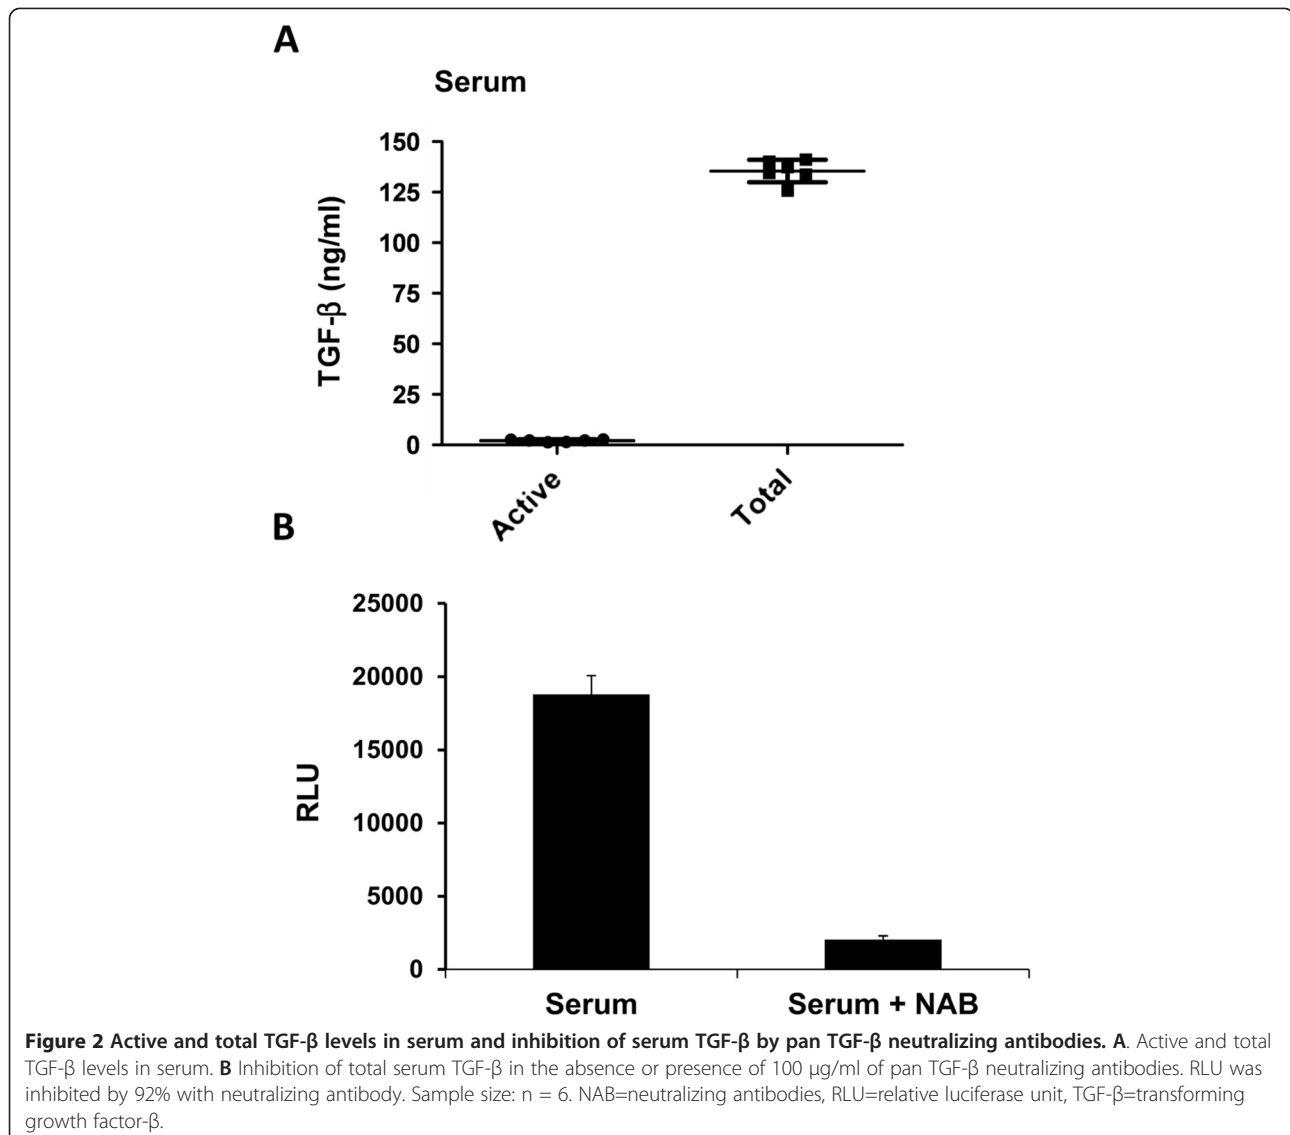 A
Serum
150
125
100
75
50
25
0
TGF-β (ng/ml)
Active
Total
B
25000
20000
15000
10000
5000
0
RLU
Serum
Serum + NAB
Figure 2 Active and total TGF-β levels in serum and inhibition of serum TGF-β by pan TGF-β neutralizing antibodies. A. Active and total
TGF-β levels in serum. B Inhibition of total serum TGF-β in the absence or presence of 100 μg/ml of pan TGF-β neutralizing antibodies. RLU was
inhibited by 92% with neutralizing antibody. Sample size: n = 6. NAB=neutralizing antibodies, RLU=relative luciferase unit, TGF-β=transforming
growth factor-β.